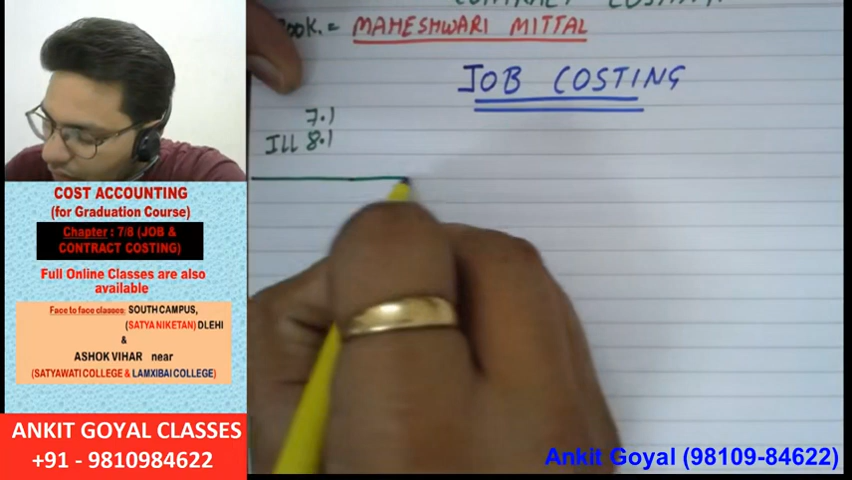 CONTRACT COSTING.
Book. = MAHESHWARI MITTAL
JOB COSTING
7.1
ILL 8.1
COST ACCOUNTING
(for Graduation Course)
Chapter : 7/8 (JOB &
CONTRACT COSTING)
Full Online Classes are also
available
Face to face classes: SOUTH CAMPUS,
(SATYA NIKETAN) DLEHI
&
ASHOK VIHAR near
(SATYAWATI COLLEGE & LAMXIBAI COLLEGE)
ANKIT GOYAL CLASSES
+91 - 9810984622
Ankit Goyal (98109-84622)